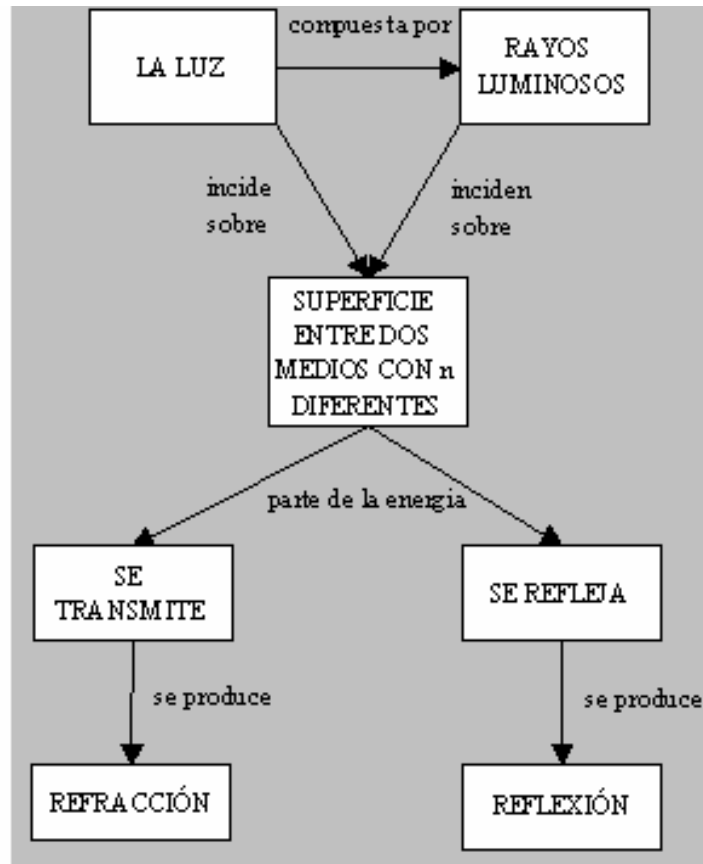 compuesta por
LA LUZ
RAYOS
LUMINOSOS
incide
sobre
inciden
sobre
SUPERFICIE
ENTRE DOS
MEDIOS CON n
DIFERENTES
parte de la energia
SE
TRANSMITE
SE REFLEJA
se produce
se produce
REFRACCIÓN
REFLEXIÓN